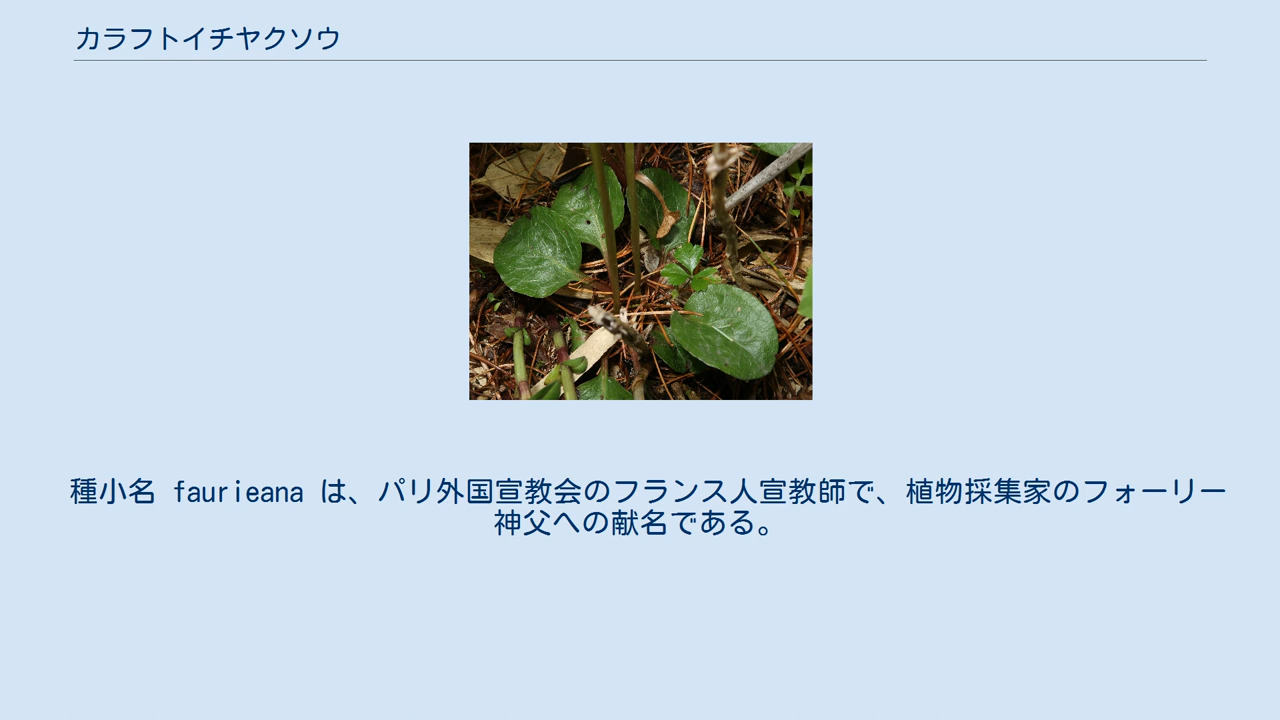 カラフトイチヤクソウ
種小名 faurieana は、パリ外国宣教会のフランス人宣教師で、植物採集家のフォーリー
神父への献名である。